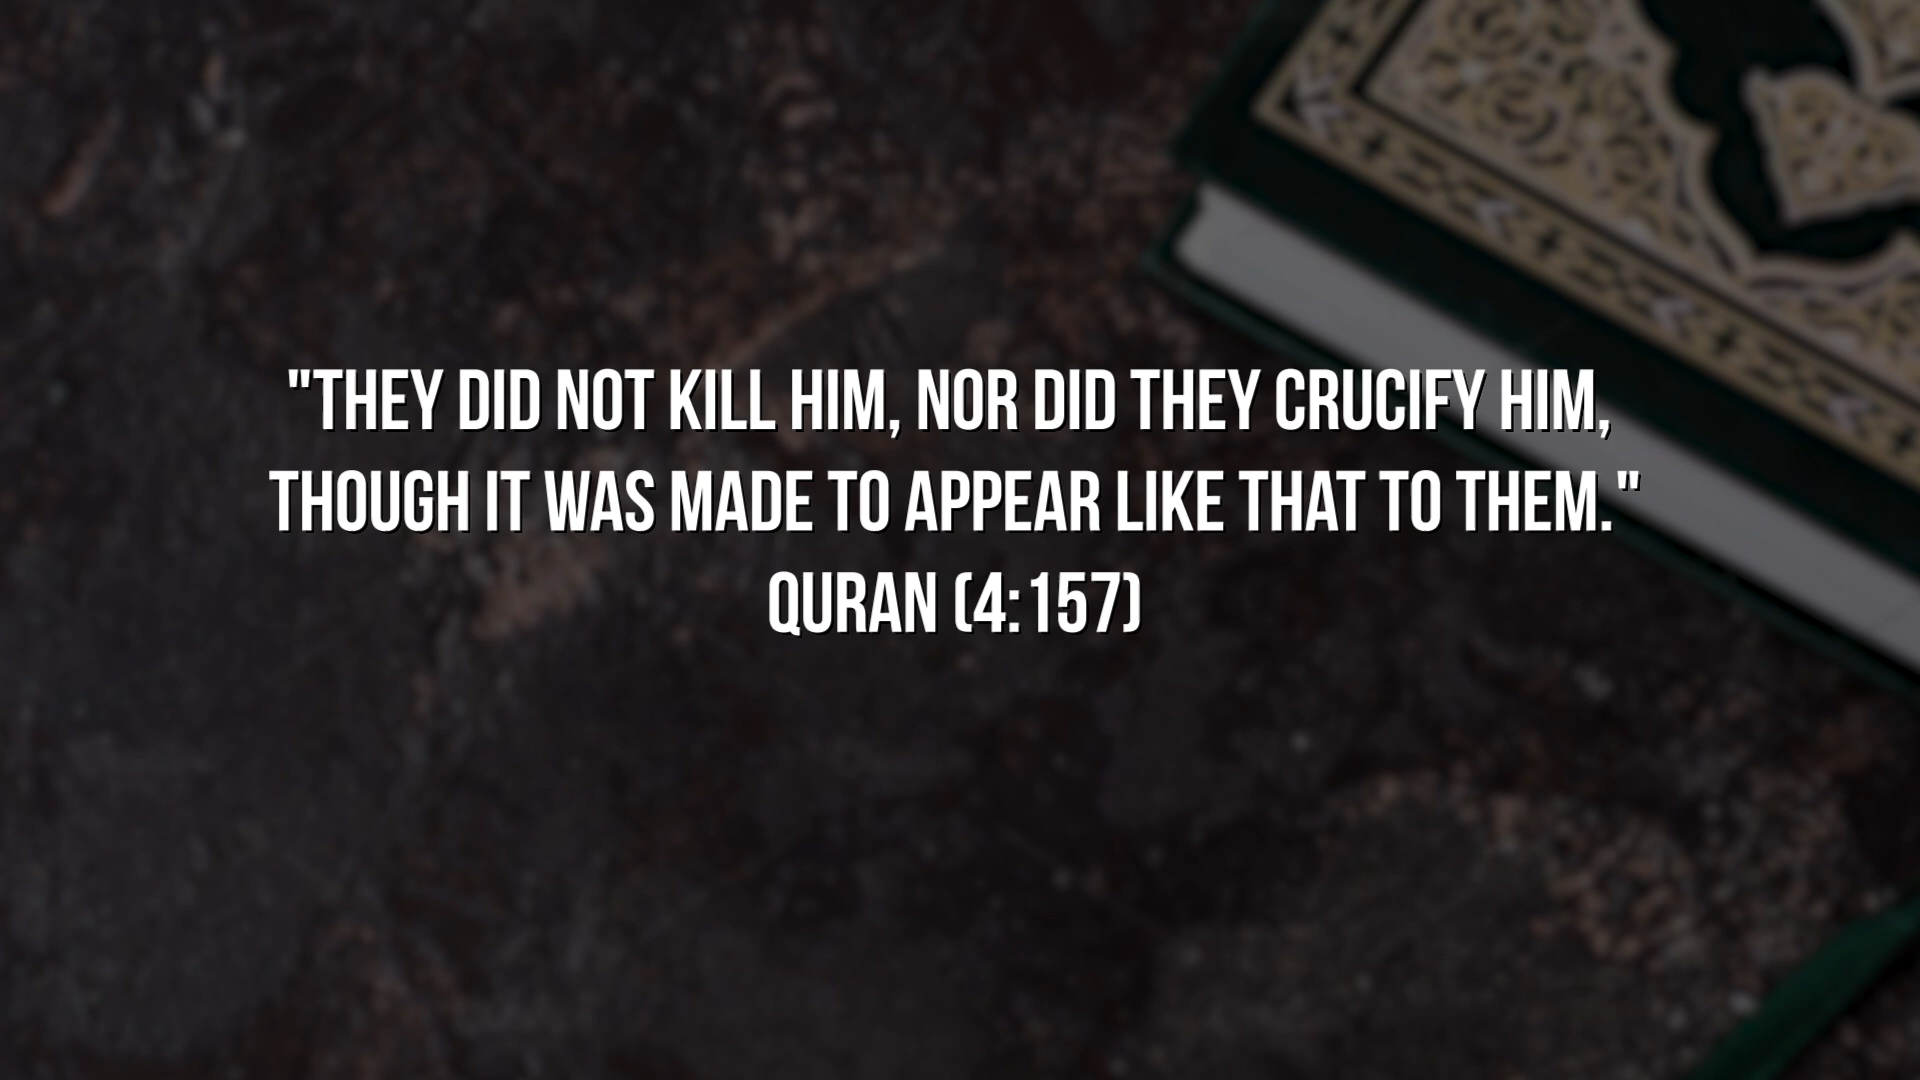 "THEY DID NOT KILL HIM, NOR DID THEY CRUCIFY HIM,
THOUGH IT WAS MADE TO APPEAR LIKE THAT TO THEM."
QURAN (4:157)